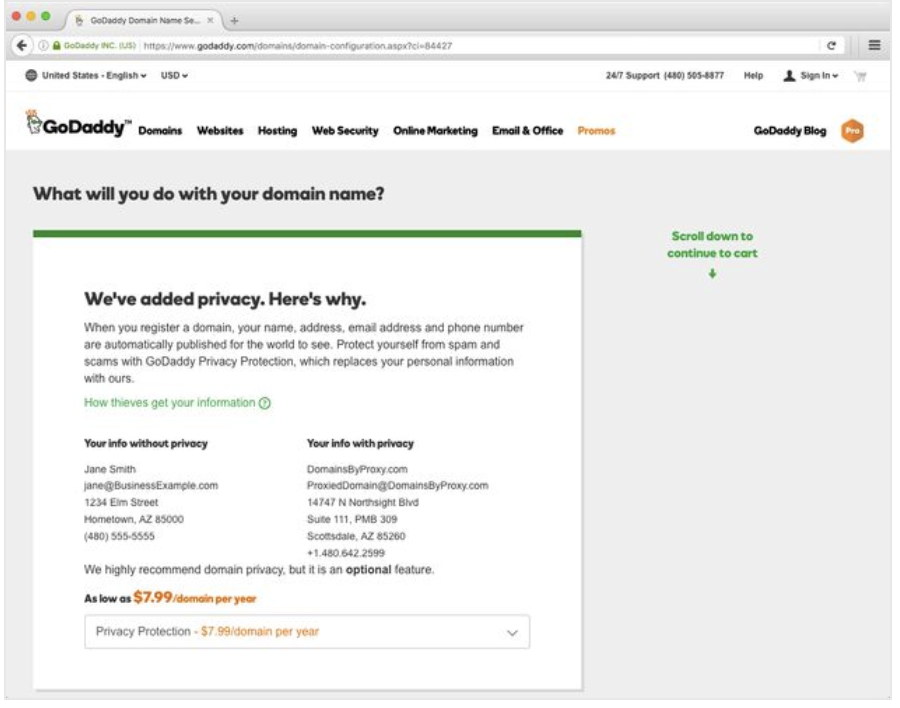 GoDaddy Domain Name Se... × +
GoDaddy INC. (US) https://www.godaddy.com/domains/domain-configuration.aspx?ci=84427
United States - English USD 24/7 Support (480) 505-8877 Help Sign In
GoDaddy™ Domains Websites Hosting Web Security Online Marketing Email & Office Promos GoDaddy Blog Pro
What will you do with your domain name?
Scroll down to
continue to cart
We've added privacy. Here's why.
When you register a domain, your name, address, email address and phone number
are automatically published for the world to see. Protect yourself from spam and
scams with GoDaddy Privacy Protection, which replaces your personal information
with ours.
How thieves get your information ?
Your info without privacy
Jane Smith
jane@BusinessExample.com
1234 Elm Street
Hometown, AZ 85000
(480) 555-5555
Your info with privacy
DomainsByProxy.com
ProxiedDomain@DomainsByProxy.com
14747 N Northsight Blvd
Suite 111, PMB 309
Scottsdale, AZ 85260
+1.480.642.2599
We highly recommend domain privacy, but it is an optional feature.
As low as $7.99/domain per year
Privacy Protection - $7.99/domain per year